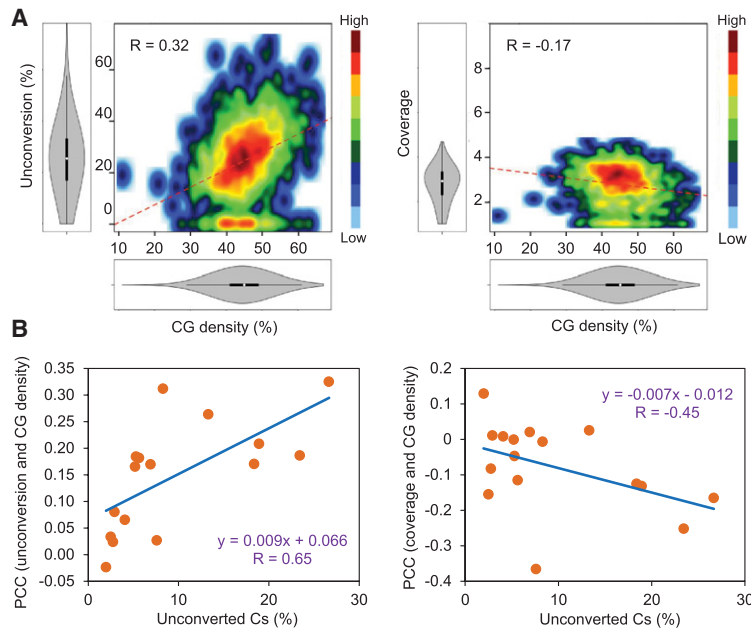 A
High
High
R = 0.32
R = -0.17
Unconversion (%)
60
40
20
0
Low
10 20 30 40 50 60
CG density (%)
Coverage
8
6
4
2
Low
10 20 30 40 50 60
CG density (%)
B
PCC (unconversion and CG density)
0.35
0.30
0.25
0.20
0.15
0.10
0.05
0.00
-0.05
y = 0.009x + 0.066
R = 0.65
0 10 20 30
Unconverted Cs (%)
PCC (coverage and CG density)
0.2
0.1
0
-0.1
-0.2
-0.3
-0.4
y = -0.007x - 0.012
R = -0.45
0 10 20 30
Unconverted Cs (%)